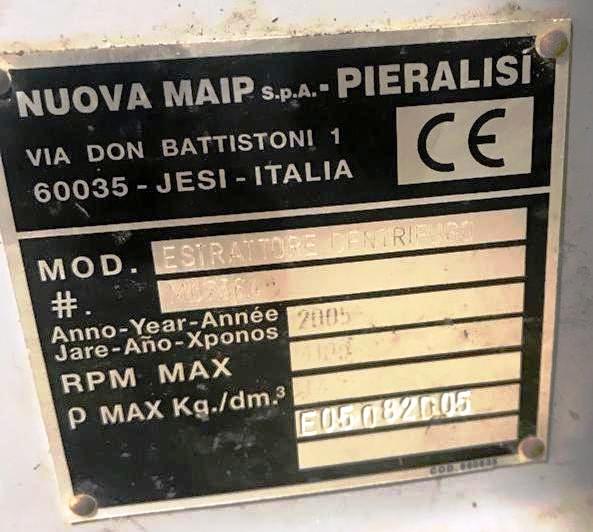 NUOVA MAIP S.p.A. - PIERALISI
VIA DON BATTISTONI 1
60035 - JESI - ITALIA
CE
MOD. ESTRATTORE CENTRIFUGO
#.
Anno-Year-Année 2005
Jare-Año-Xponos
RPM MAX
ρ MAX Kg./dm.³
E05082C05